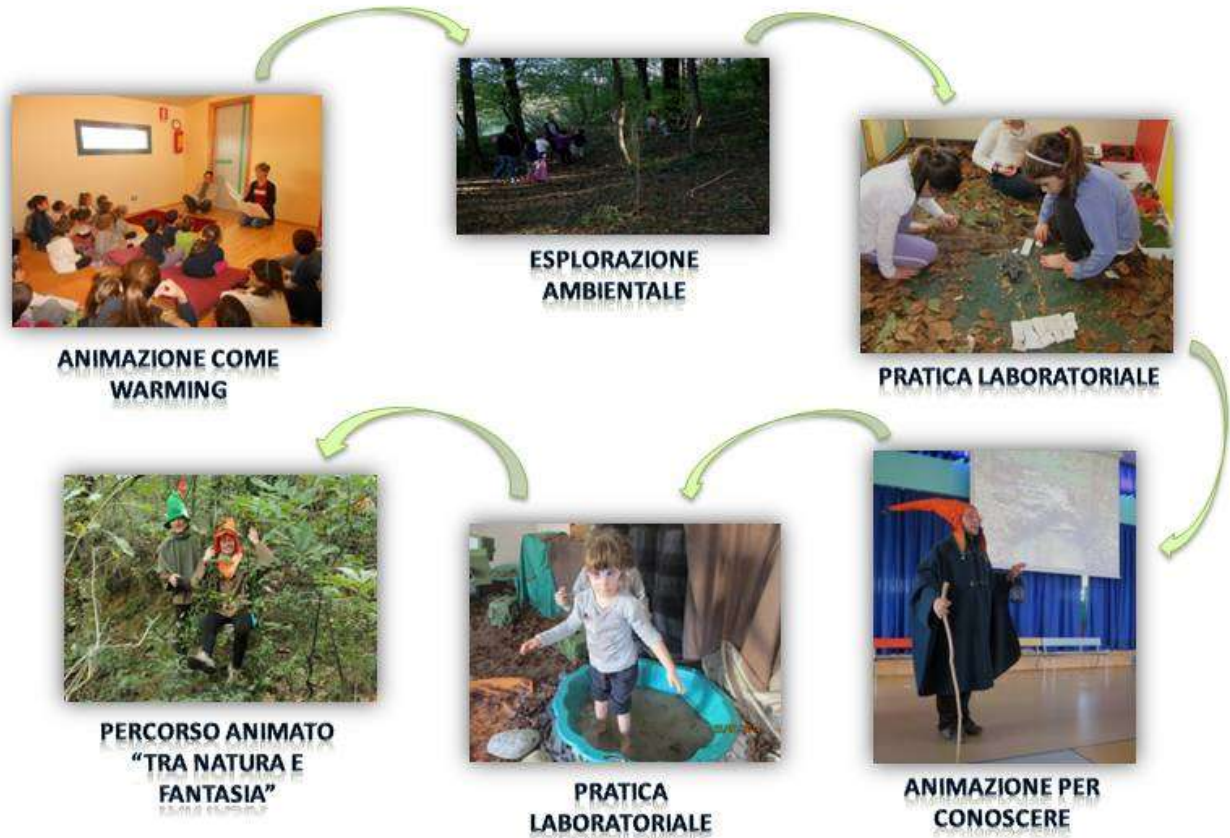 ANIMAZIONE COME
WARMING
ESPLORAZIONE
AMBIENTALE
PRATICA LABORATORIALE
ANIMAZIONE PER
CONOSCERE
PRATICA
LABORATORIALE
PERCORSO ANIMATO
“TRA NATURA E
FANTASIA”